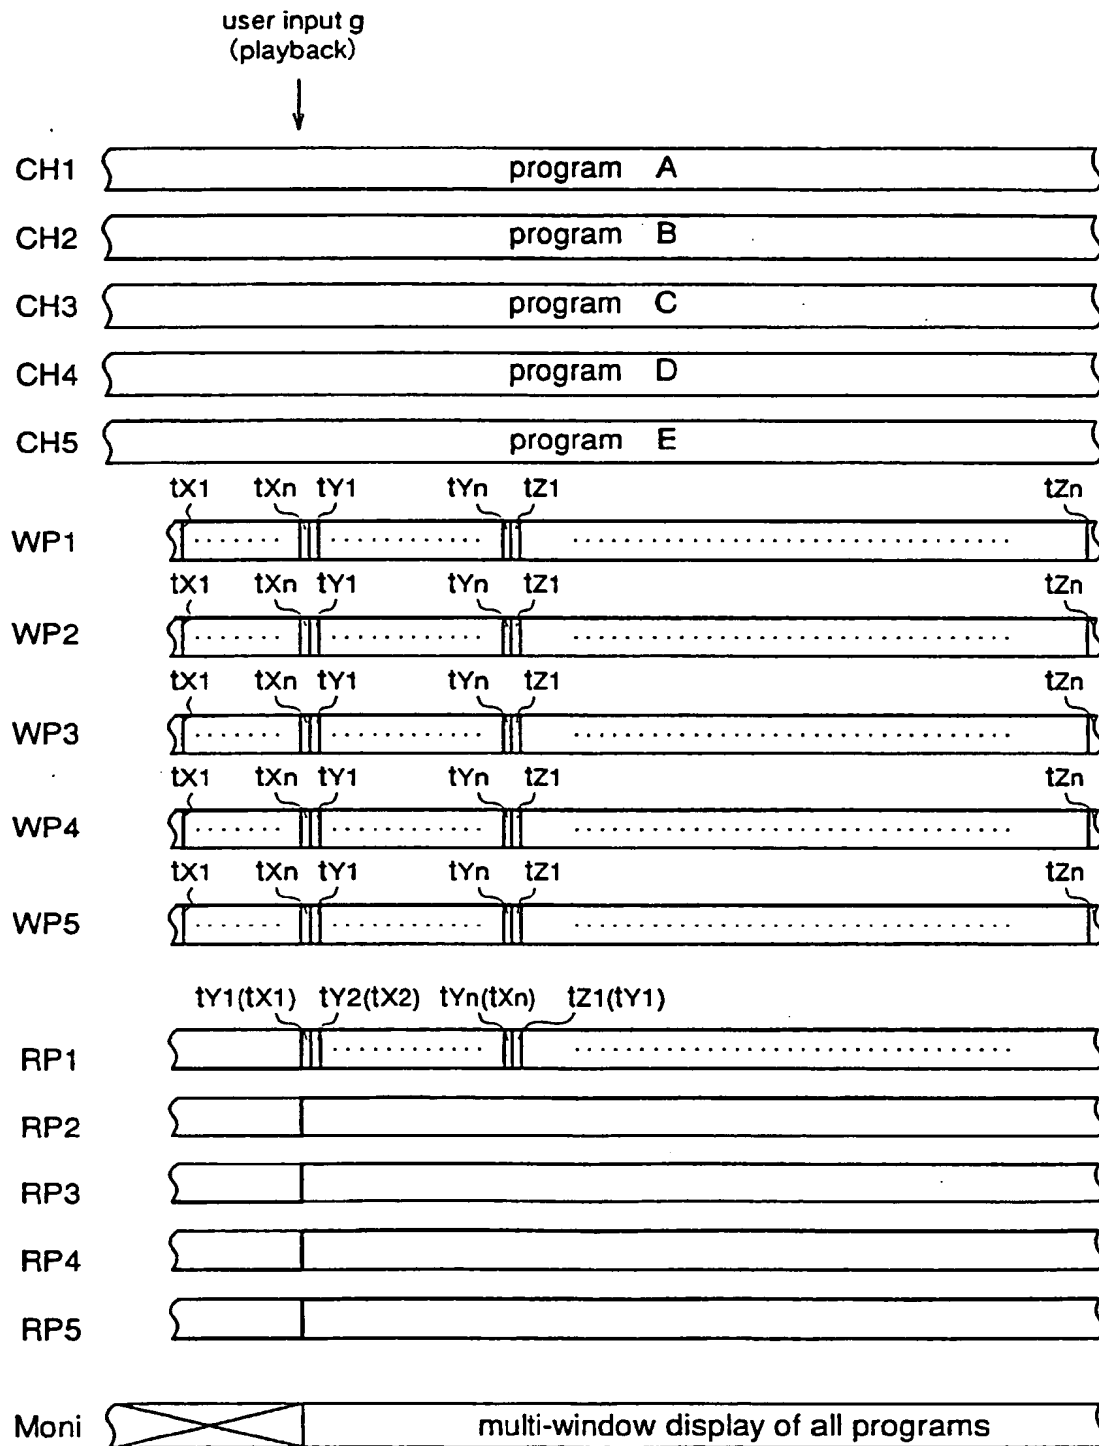 user input g
(playback)
CH1 program A
CH2 program B
CH3 program C
CH4 program D
CH5 program E
tX1 tXn tY1 tYn tZ1 tZn
WP1
tX1 tXn tY1 tYn tZ1 tZn
WP2
tX1 tXn tY1 tYn tZ1 tZn
WP3
tX1 tXn tY1 tYn tZ1 tZn
WP4
tX1 tXn tY1 tYn tZ1 tZn
WP5
tY1(tX1) tY2(tX2) tYn(tXn) tZ1(tY1)
RP1
RP2
RP3
RP4
RP5
Moni multi-window display of all programs